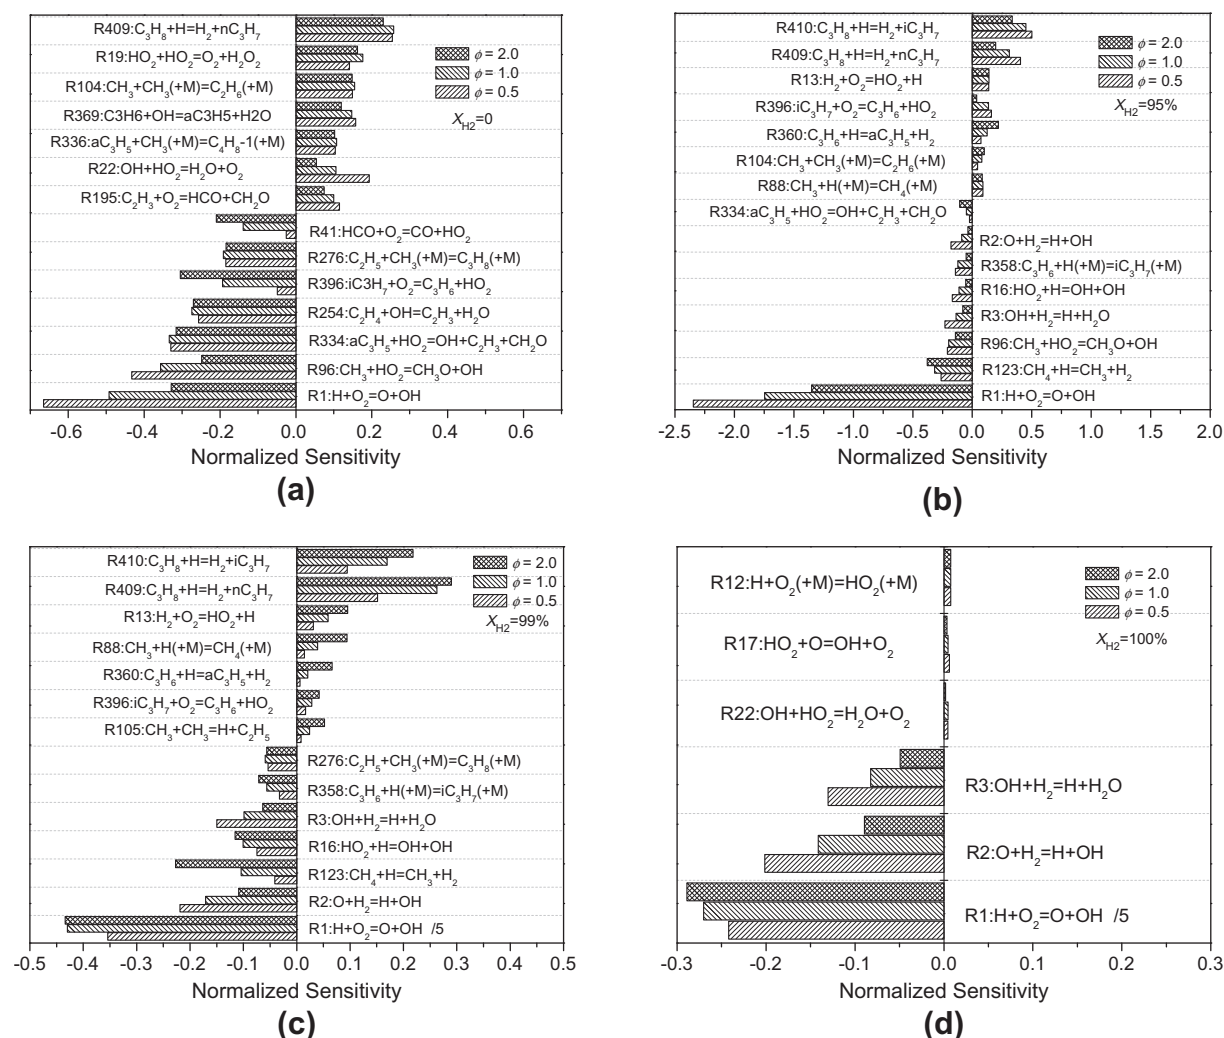 R409:C₃H₈+H=H₂+nC₃H₇
R19:HO₂+HO₂=O₂+H₂O₂
R104:CH₃+CH₃(+M)=C₂H₆(+M)
R369:C3H6+OH=aC3H5+H2O
R336:aC₃H₅+CH₃(+M)=C₄H₈-1(+M)
R22:OH+HO₂=H₂O+O₂
R195:C₂H₃+O₂=HCO+CH₂O
R41:HCO+O₂=CO+HO₂
R276:C₂H₅+CH₃(+M)=C₃H₈(+M)
R396:iC3H₇+O₂=C₃H₆+HO₂
R254:C₂H₄+OH=C₂H₃+H₂O
R334:aC₃H₅+HO₂=OH+C₂H₃+CH₂O
R96:CH₃+HO₂=CH₃O+OH
R1:H+O₂=O+OH
ϕ = 2.0
ϕ = 1.0
ϕ = 0.5
X_H2=0
-0.6 -0.4 -0.2 0.0 0.2 0.4 0.6
Normalized Sensitivity
(a)
R410:C₃H₈+H=H₂+iC₃H₇
R409:C₃H₈+H=H₂+nC₃H₇
R13:H₂+O₂=HO₂+H
R396:iC₃H₇+O₂=C₃H₆+HO₂
R360:C₃H₆+H=aC₃H₅+H₂
R104:CH₃+CH₃(+M)=C₂H₆(+M)
R88:CH₃+H(+M)=CH₄(+M)
R334:aC₃H₅+HO₂=OH+C₂H₃+CH₂O
R2:O+H₂=H+OH
R358:C₃H₆+H(+M)=iC₃H₇(+M)
R16:HO₂+H=OH+OH
R3:OH+H₂=H+H₂O
R96:CH₃+HO₂=CH₃O+OH
R123:CH₄+H=CH₃+H₂
R1:H+O₂=O+OH
ϕ = 2.0
ϕ = 1.0
ϕ = 0.5
X_H2=95%
-2.5 -2.0 -1.5 -1.0 -0.5 0.0 0.5 1.0 1.5 2.0
Normalized Sensitivity
(b)
R410:C₃H₈+H=H₂+iC₃H₇
R409:C₃H₈+H=H₂+nC₃H₇
R13:H₂+O₂=HO₂+H
R88:CH₃+H(+M)=CH₄(+M)
R360:C₃H₆+H=aC₃H₅+H₂
R396:iC₃H₇+O₂=C₃H₆+HO₂
R105:CH₃+CH₃=H+C₂H₅
R276:C₂H₅+CH₃(+M)=C₃H₈(+M)
R358:C₃H₆+H(+M)=iC₃H₇(+M)
R3:OH+H₂=H+H₂O
R16:HO₂+H=OH+OH
R123:CH₄+H=CH₃+H₂
R2:O+H₂=H+OH
R1:H+O₂=O+OH /5
ϕ = 2.0
ϕ = 1.0
ϕ = 0.5
X_H2=99%
-0.5 -0.4 -0.3 -0.2 -0.1 0.0 0.1 0.2 0.3 0.4 0.5
Normalized Sensitivity
(c)
R12:H+O₂(+M)=HO₂(+M)
R17:HO₂+O=OH+O₂
R22:OH+HO₂=H₂O+O₂
R3:OH+H₂=H+H₂O
R2:O+H₂=H+OH
R1:H+O₂=O+OH /5
ϕ = 2.0
ϕ = 1.0
ϕ = 0.5
X_H2=100%
-0.3 -0.2 -0.1 0.0 0.1 0.2 0.3
Normalized Sensitivity
(d)